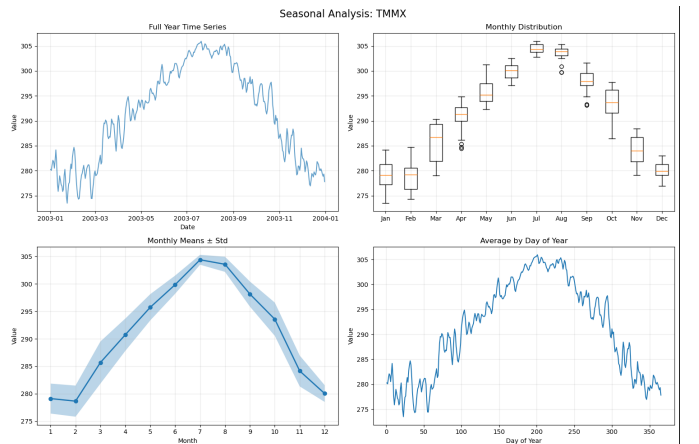 Seasonal Analysis: TMMX
Full Year Time Series
Monthly Distribution
305
300
295
290
285
280
275
Value
2003-01
2003-03
2003-05
2003-07
2003-09
2003-11
2004-01
Date
305
300
295
290
285
280
275
Value
Jan
Feb
Mar
Apr
May
Jun
Jul
Aug
Sep
Oct
Nov
Dec
Monthly Means ± Std
Average by Day of Year
305
300
295
290
285
280
275
Value
1
2
3
4
5
6
7
8
9
10
11
12
Month
305
300
295
290
285
280
275
Value
0
50
100
150
200
250
300
350
Day of Year